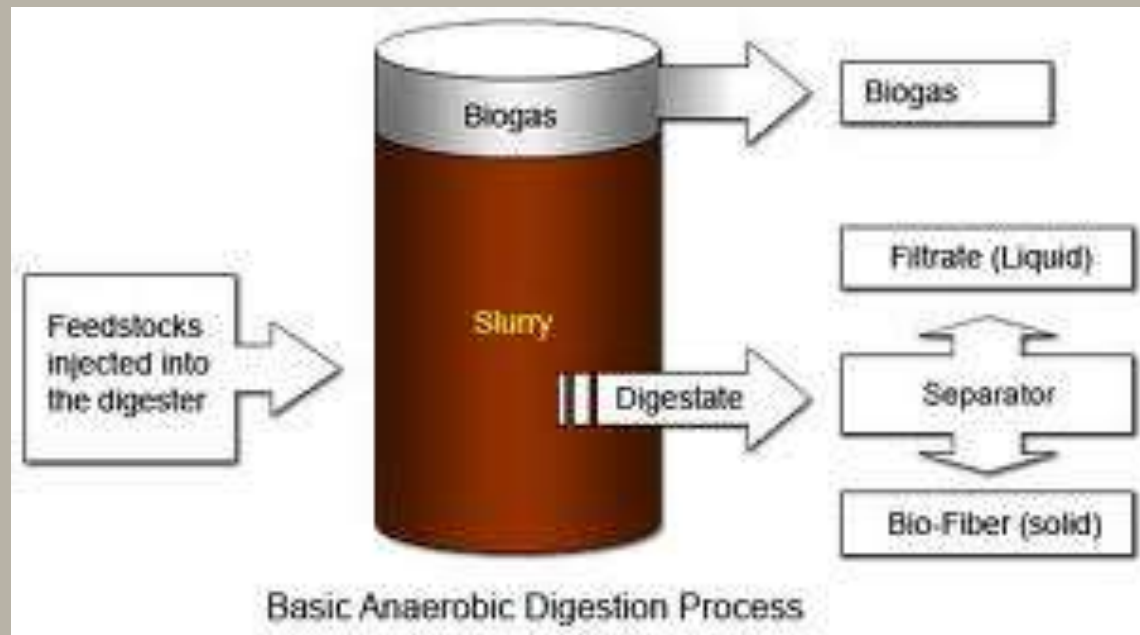 Biogas
Biogas
Feedstocks
injected into
the digester
Slurry
Digestate
Filtrate (Liquid)
Separator
Bio-Fiber (solid)
Basic Anaerobic Digestion Process